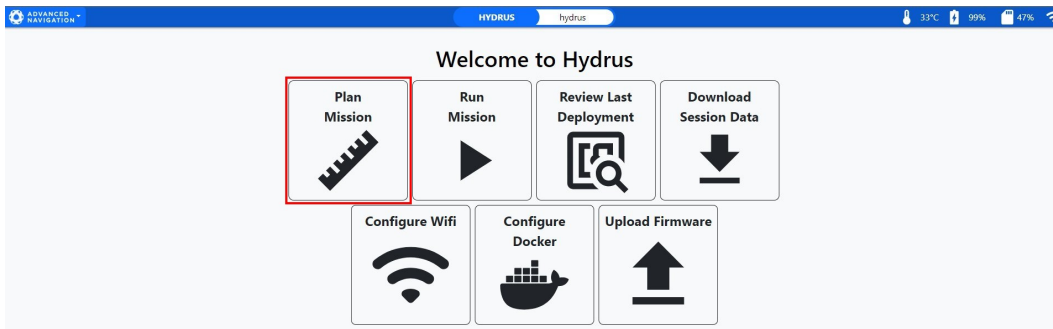 ADVANCED
NAVIGATION
HYDRUS hydrus
33°C 99% 47%
Welcome to Hydrus
Plan
Mission
Run
Mission
Review Last
Deployment
Download
Session Data
Configure Wifi
Configure
Docker
Upload Firmware